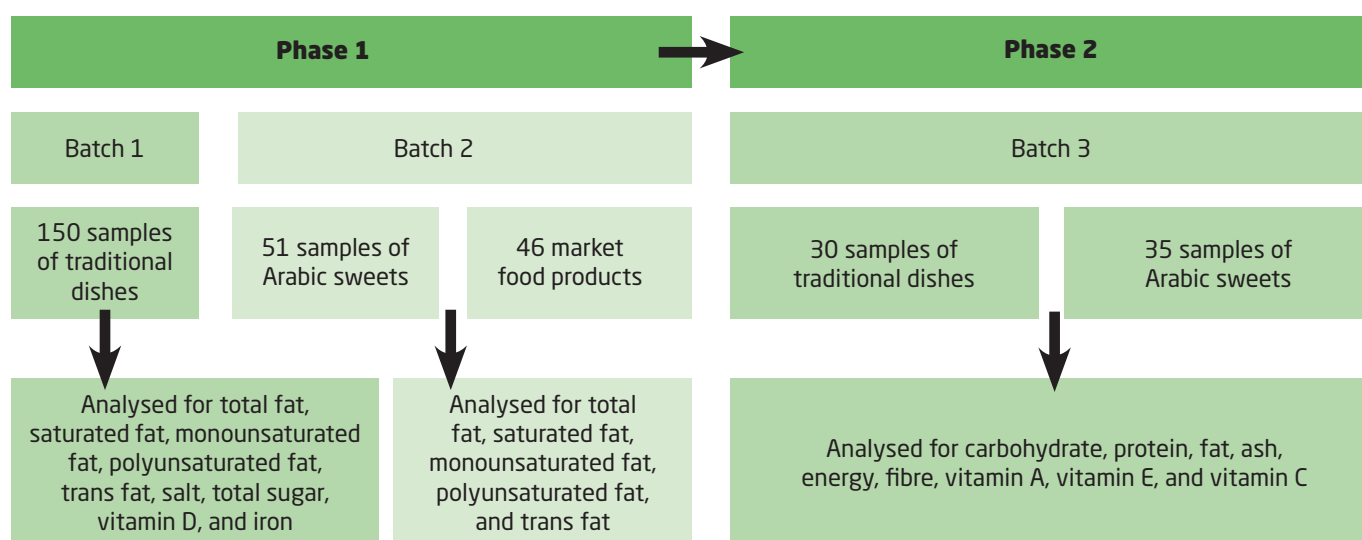 Phase 1
Phase 2
Batch 1
Batch 2
Batch 3
150 samples
of traditional
dishes
51 samples of
Arabic sweets
46 market
food products
30 samples of
traditional dishes
35 samples of
Arabic sweets
Analysed for total fat,
saturated fat, monounsaturated
fat, polyunsaturated fat,
trans fat, salt, total sugar,
vitamin D, and iron
Analysed for total
fat, saturated fat,
monounsaturated fat,
polyunsaturated fat,
and trans fat
Analysed for carbohydrate, protein, fat, ash,
energy, fibre, vitamin A, vitamin E, and vitamin C